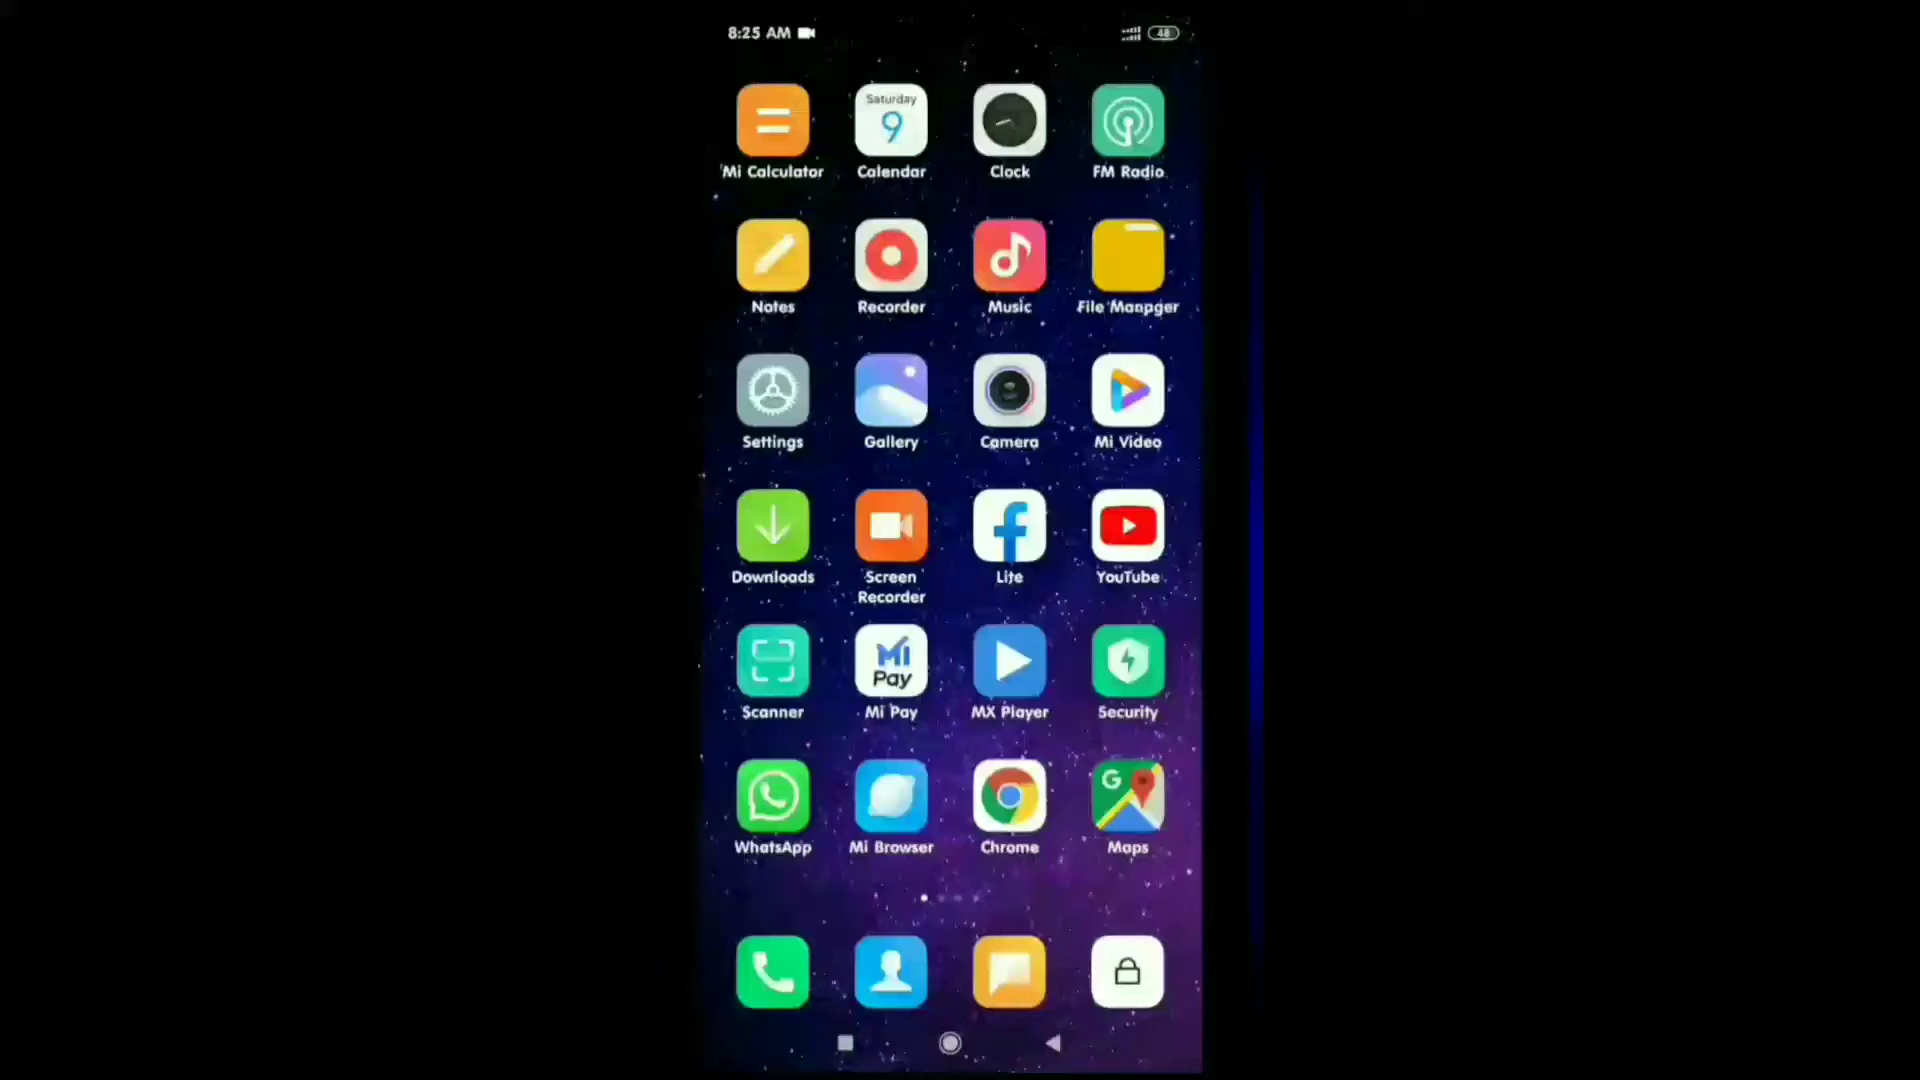 8:25 AM
48
Saturday
9
Mi Calculator
Calendar
Clock
FM Radio
Notes
Recorder
Music
File Manager
Settings
Gallery
Camera
Mi Video
Downloads
Screen
Recorder
Lite
YouTube
Mi
Pay
Scanner
Mi Pay
MX Player
Security
G
WhatsApp
Mi Browser
Chrome
Maps